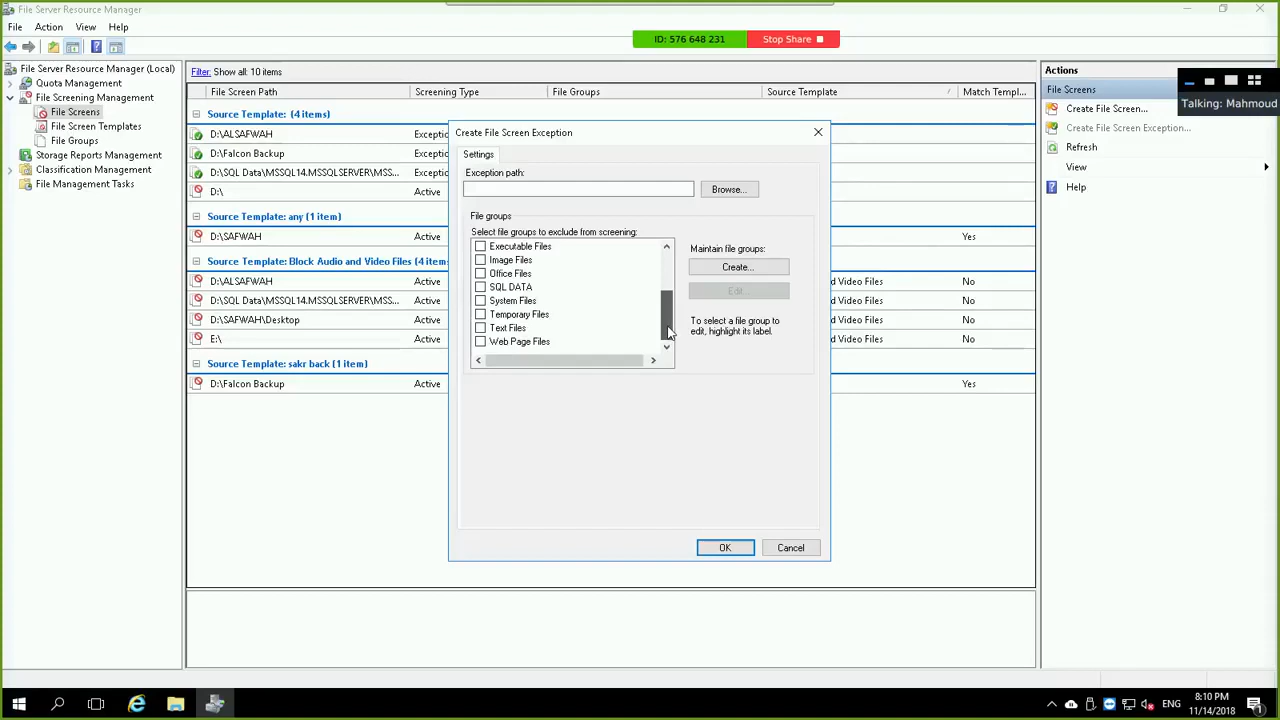 File Server Resource Manager
File Action View Help
ID: 576 648 231 Stop Share
File Server Resource Manager (Local)
Quota Management
File Screening Management
File Screens
File Screen Templates
File Groups
Storage Reports Management
Classification Management
File Management Tasks
Filter: Show all: 10 items
File Screen Path Screening Type File Groups Source Template Match Templ...
Source Template: (4 items)
D:\ALSAFWAH Exceptic
D:\Falcon Backup Exceptic
D:\SQL Data\MSSQL14.MSSQLSERVER\MSS... Exceptic
D:\ Active
Source Template: any (1 item)
D:\SAFWAH Active Yes
Source Template: Block Audio and Video Files (4 item
D:\ALSAFWAH Active d Video Files No
D:\SQL Data\MSSQL14.MSSQLSERVER\MSS... Active d Video Files No
D:\SAFWAH\Desktop Active d Video Files No
E:\ Active d Video Files No
Source Template: sakr back (1 item)
D:\Falcon Backup Active Yes
Create File Screen Exception
Settings
Exception path:
Browse...
File groups
Select file groups to exclude from screening:
Executable Files
Image Files
Office Files
SQL DATA
System Files
Temporary Files
Text Files
Web Page Files
Maintain file groups:
Create...
Edit...
To select a file group to
edit, highlight its label.
OK Cancel
Actions
File Screens
Create File Screen...
Create File Screen Exception...
Refresh
View
Help
Talking: Mahmoud
ENG
8:10 PM
11/14/2018
1